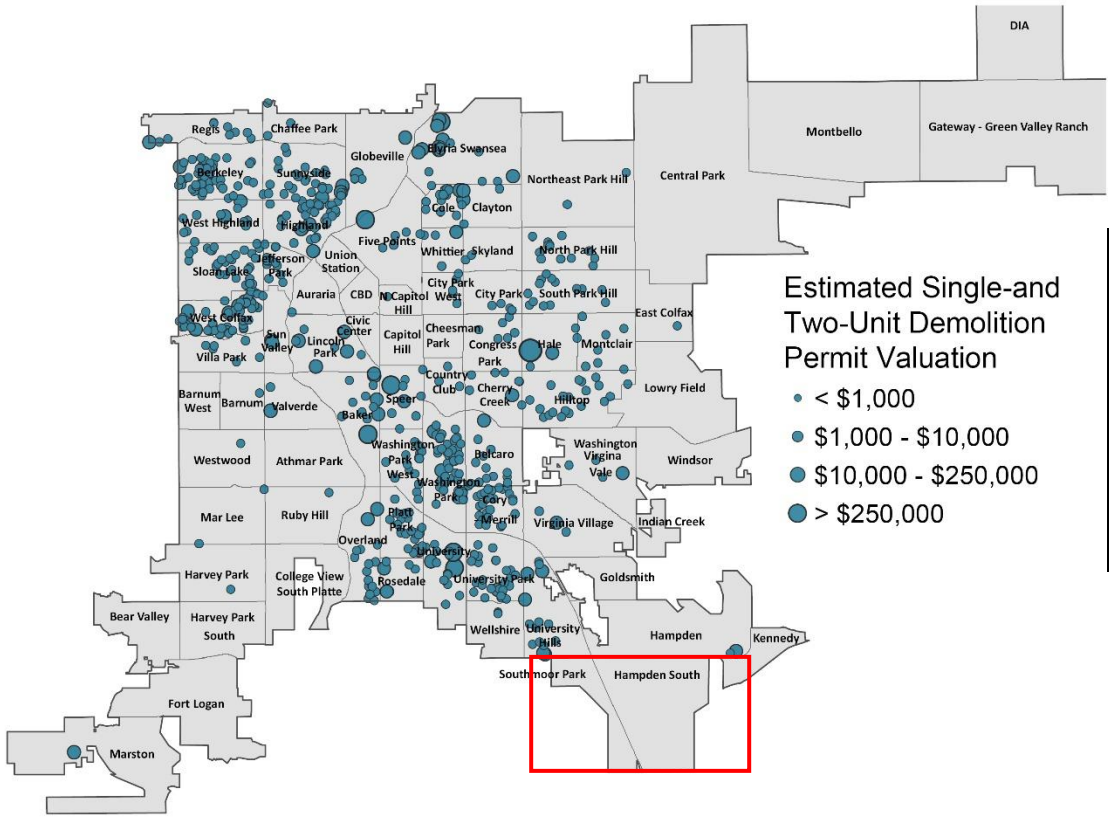 DIA
Regis
Chaffee Park
Montbello
Gateway - Green Valley Ranch
Globeville
Elyria Swansea
Berkeley
Sunnyside
Northeast Park Hill
Central Park
Cole
Clayton
West Highland
Highland
Five Points
Whittier
Skyland
North Park Hill
Sloan Lake
Jefferson
Park
Union
Station
City Park
West
City Park
South Park Hill
Auraria
CBD
N Capitol
Hill
East Colfax
West Colfax
Sun
Valley
Lincoln
Park
Civic
Center
Capitol
Hill
Cheesman
Park
Congress
Park
Hale
Montclair
Villa Park
Barnum
West
Barnum
Valverde
Baker
Speer
Country
Club
Cherry
Creek
Hilltop
Lowry Field
Westwood
Athmar Park
Washington
Park
West
Washington
Park
Belcaro
Washington
Virgina
Vale
Windsor
Mar Lee
Ruby Hill
Platt
Park
Cory
- Merrill
Virginia Village
Indian Creek
Overland
University
Harvey Park
College View
South Platte
Rosedale
University Park
Goldsmith
Bear Valley
Harvey Park
South
Wellshire
University
Hills
Hampden
Kennedy
Southmoor Park
Hampden South
Fort Logan
Marston
Estimated Single-and
Two-Unit Demolition
Permit Valuation
< $1,000
$1,000 - $10,000
$10,000 - $250,000
> $250,000